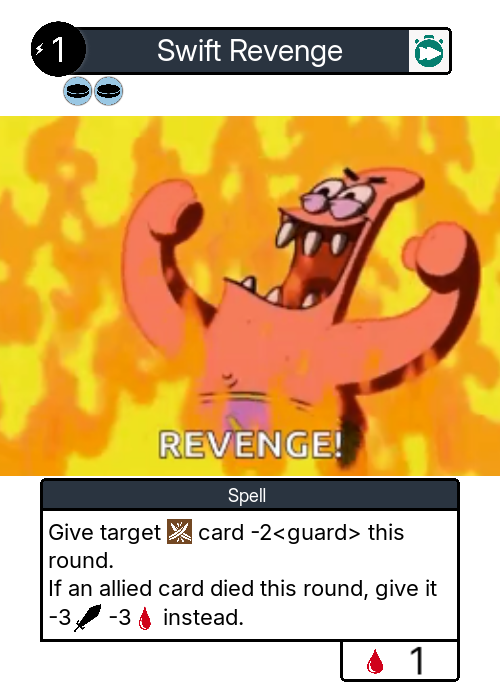 1 Swift Revenge
REVENGE!
Spell
Give target card -2<guard> this
round.
If an allied card died this round, give it
-3 -3 instead.
1